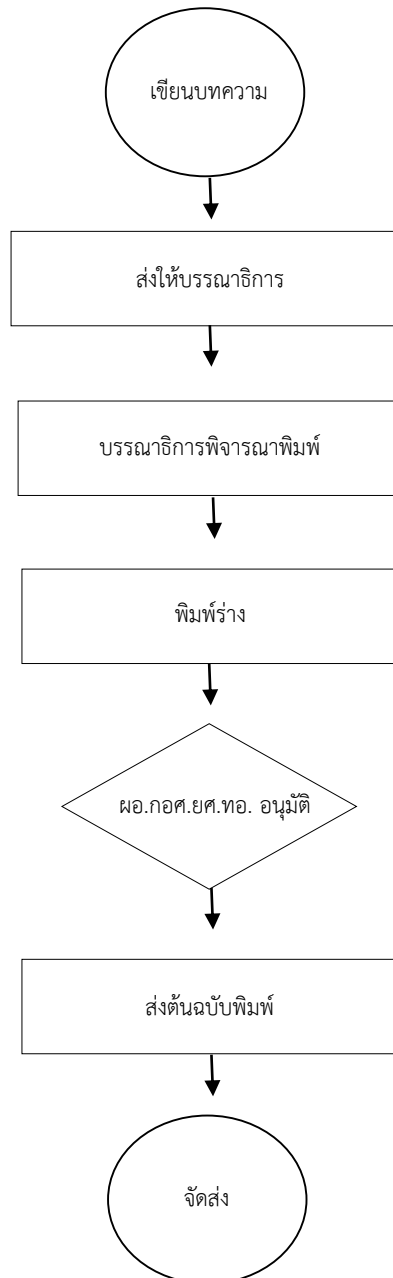 เขียนบทความ
ส่งให้บรรณาธิการ
บรรณาธิการพิจารณาพิมพ์
พิมพ์ร่าง
ผอ.กอศ.ยศ.ทอ. อนุมัติ
ส่งต้นฉบับพิมพ์
จัดส่ง